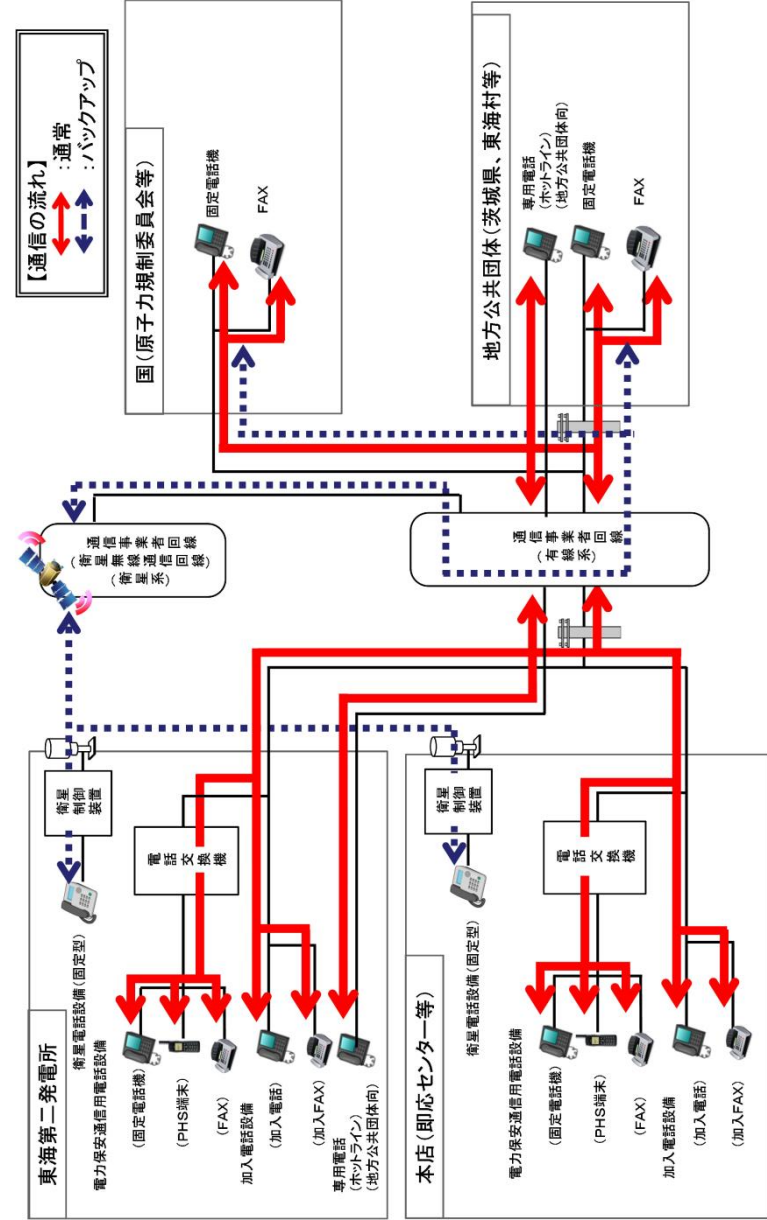 【通信の流れ】
：通常
：バックアップ
東海第二発電所
衛星電話設備(固定型)
衛星
制御
装置
電力保安通信用電話設備
(固定電話機)
(PHS端末)
(FAX)
電話
交換機
加入電話設備
(加入電話)
(加入FAX)
専用電話
(ホットライン)
(地方公共団体向)
本店(即応センター等)
衛星電話設備(固定型)
衛星
制御
装置
電力保安通信用電話設備
(固定電話機)
(PHS端末)
(FAX)
電話
交換機
加入電話設備
(加入電話)
(加入FAX)
通信事業者回線
(衛星無線通信回線)
(衛星系)
通信事業者回線
(有線系)
国(原子力規制委員会等)
固定電話機
FAX
地方公共団体(茨城県、東海村等)
専用電話
(ホットライン)
(地方公共団体向)
固定電話機
FAX